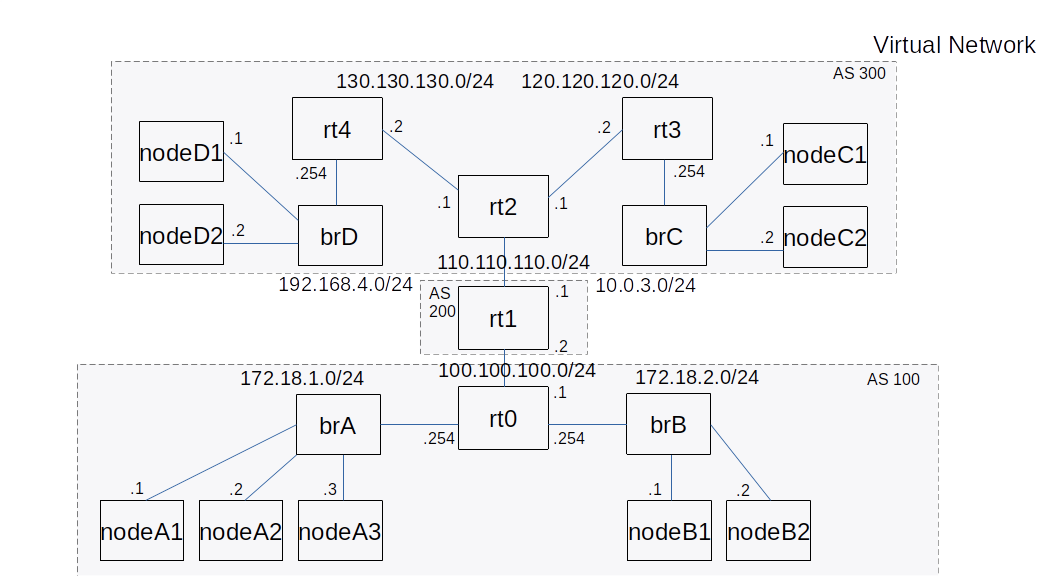 Virtual Network
AS 300
130.130.130.0/24
120.120.120.0/24
rt4
.2
.2
rt3
nodeD1
.1
.1
nodeC1
.254
.254
.1
rt2
.1
nodeD2
.2
brD
brC
.2
nodeC2
110.110.110.0/24
192.168.4.0/24
10.0.3.0/24
AS
200
rt1
.1
.2
100.100.100.0/24
172.18.1.0/24
172.18.2.0/24
AS 100
.1
brA
rt0
brB
.254
.254
.1
.2
.3
.1
.2
nodeA1
nodeA2
nodeA3
nodeB1
nodeB2